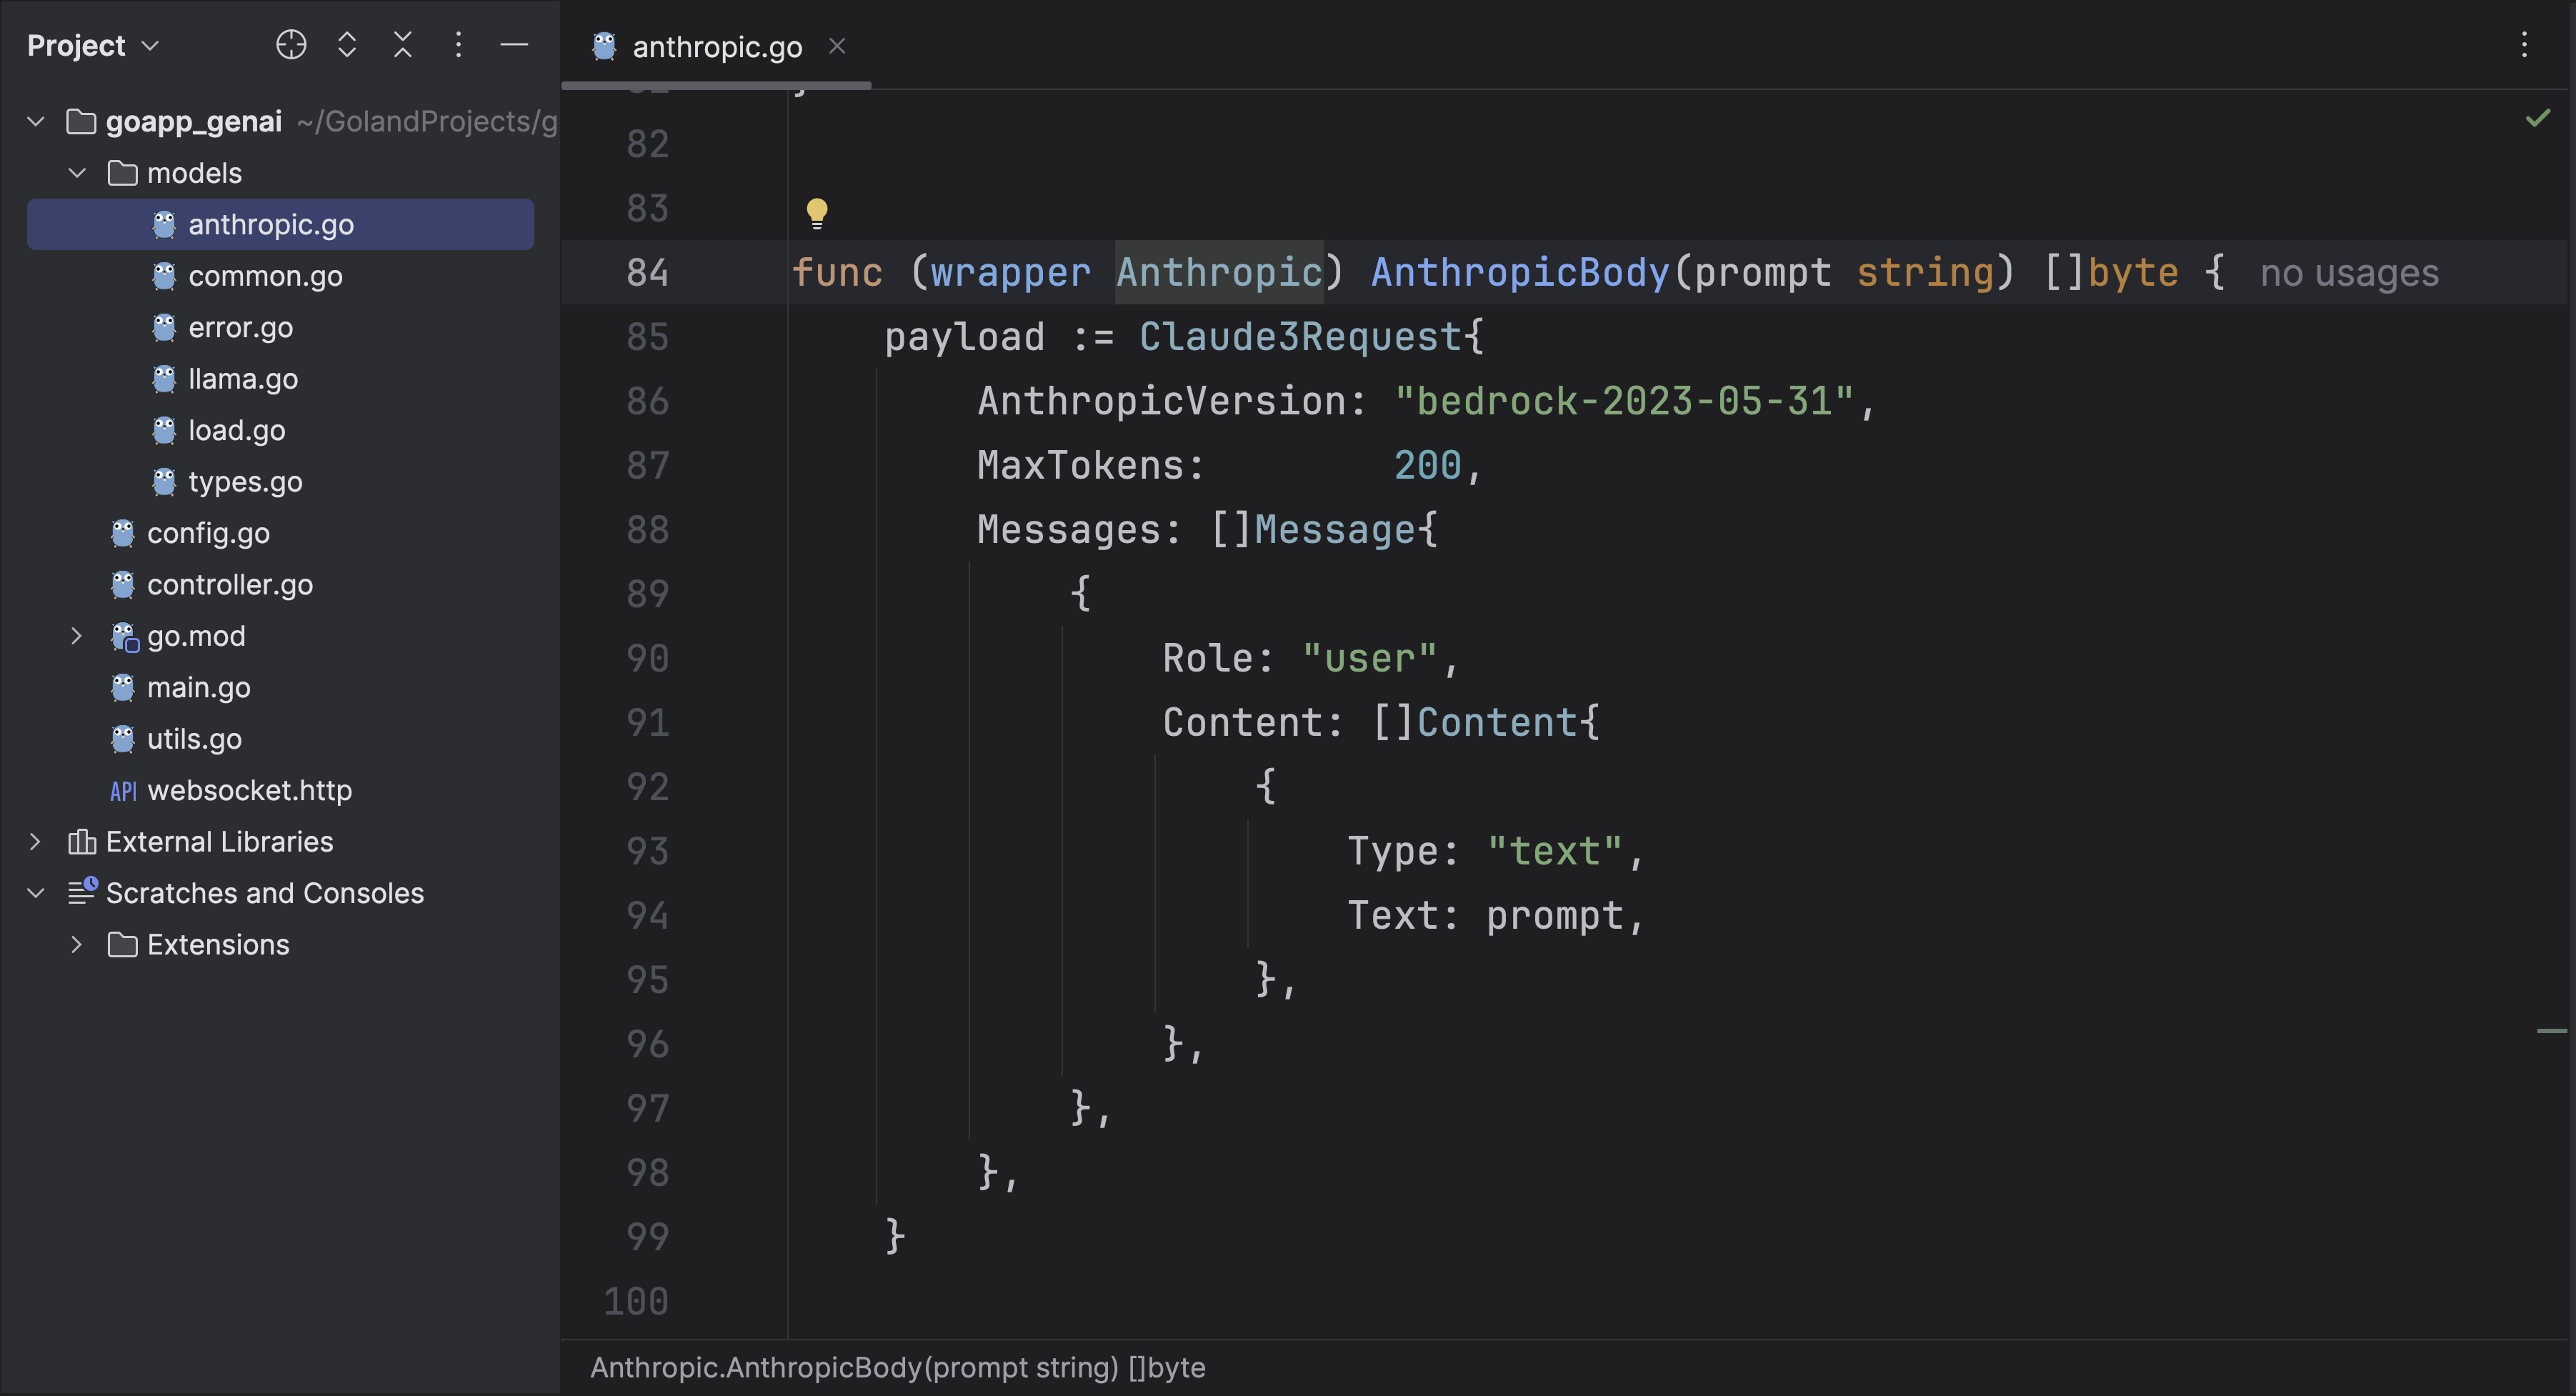 Project
goapp_genai ~/GolandProjects/g
models
anthropic.go
common.go
error.go
llama.go
load.go
types.go
config.go
controller.go
go.mod
main.go
utils.go
API websocket.http
External Libraries
Scratches and Consoles
Extensions
anthropic.go
82
83
84 func (wrapper Anthropic) AnthropicBody(prompt string) []byte { no usages
85 payload := Claude3Request{
86 AnthropicVersion: "bedrock-2023-05-31",
87 MaxTokens: 200,
88 Messages: []Message{
89 {
90 Role: "user",
91 Content: []Content{
92 {
93 Type: "text",
94 Text: prompt,
95 },
96 },
97 },
98 },
99 }
100
Anthropic.AnthropicBody(prompt string) []byte